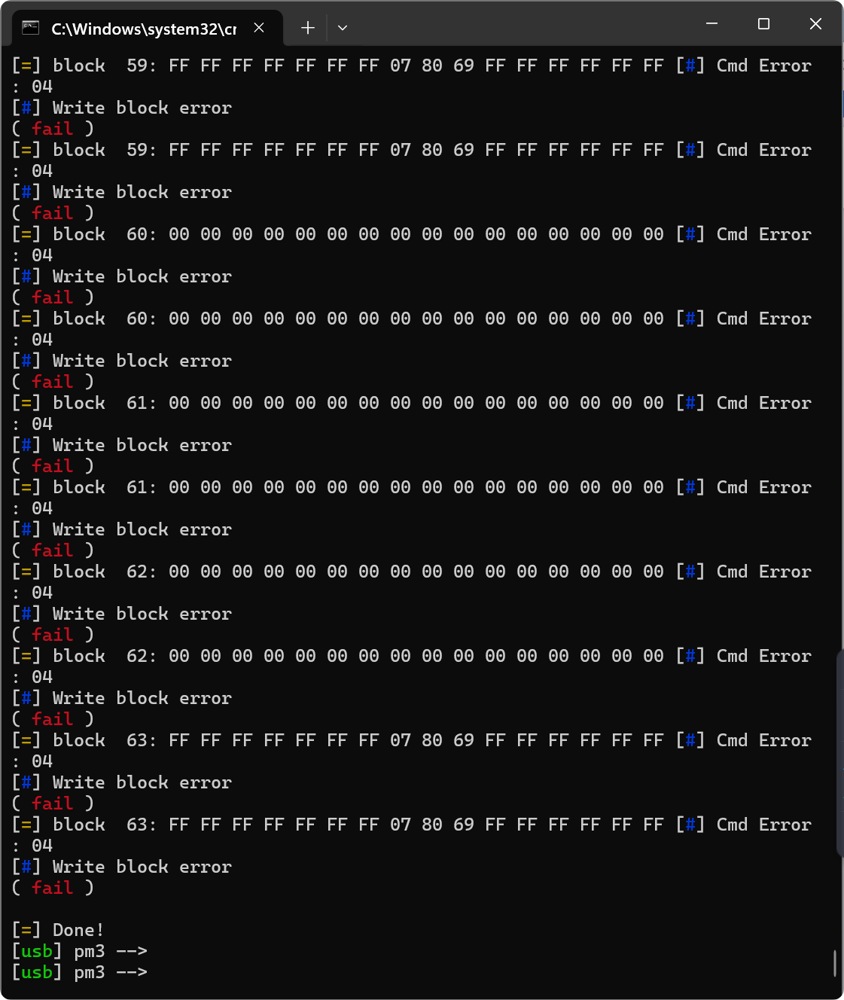 C:\Windows\system32\cr
[=] block  59: FF FF FF FF FF FF FF 07 80 69 FF FF FF FF FF FF [#] Cmd Error
: 04
[#] Write block error
( fail )
[=] block  59: FF FF FF FF FF FF FF 07 80 69 FF FF FF FF FF FF [#] Cmd Error
: 04
[#] Write block error
( fail )
[=] block  60: 00 00 00 00 00 00 00 00 00 00 00 00 00 00 00 00 [#] Cmd Error
: 04
[#] Write block error
( fail )
[=] block  60: 00 00 00 00 00 00 00 00 00 00 00 00 00 00 00 00 [#] Cmd Error
: 04
[#] Write block error
( fail )
[=] block  61: 00 00 00 00 00 00 00 00 00 00 00 00 00 00 00 00 [#] Cmd Error
: 04
[#] Write block error
( fail )
[=] block  61: 00 00 00 00 00 00 00 00 00 00 00 00 00 00 00 00 [#] Cmd Error
: 04
[#] Write block error
( fail )
[=] block  62: 00 00 00 00 00 00 00 00 00 00 00 00 00 00 00 00 [#] Cmd Error
: 04
[#] Write block error
( fail )
[=] block  62: 00 00 00 00 00 00 00 00 00 00 00 00 00 00 00 00 [#] Cmd Error
: 04
[#] Write block error
( fail )
[=] block  63: FF FF FF FF FF FF FF 07 80 69 FF FF FF FF FF FF [#] Cmd Error
: 04
[#] Write block error
( fail )
[=] block  63: FF FF FF FF FF FF FF 07 80 69 FF FF FF FF FF FF [#] Cmd Error
: 04
[#] Write block error
( fail )
[=] Done!
[usb] pm3 -->
[usb] pm3 -->